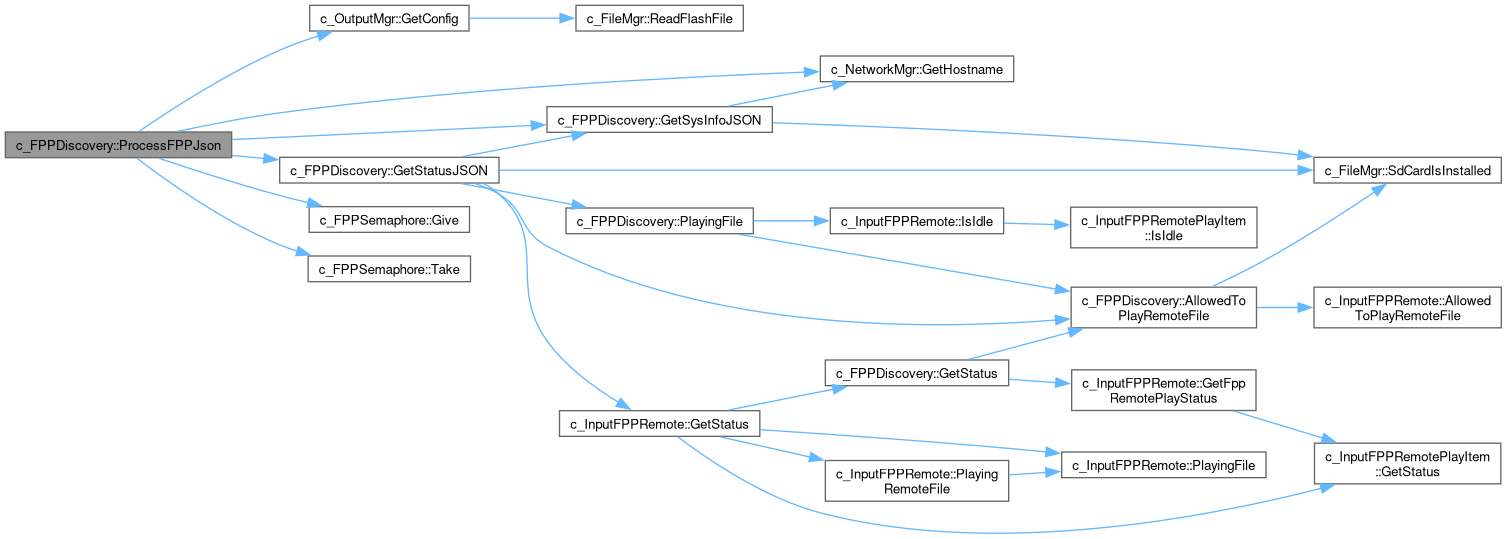 c_OutputMgr::GetConfig
c_FileMgr::ReadFlashFile
c_NetworkMgr::GetHostname
c_FPPDiscovery::GetSysInfoJSON
c_FPPDiscovery::ProcessFPPJson
c_FPPDiscovery::GetStatusJSON
c_FileMgr::SdCardIsInstalled
c_FPPSemaphore::Give
c_FPPDiscovery::PlayingFile
c_InputFPPRemote::IsIdle
c_InputFPPRemotePlayItem
::IsIdle
c_FPPSemaphore::Take
c_FPPDiscovery::AllowedTo
PlayRemoteFile
c_InputFPPRemote::Allowed
ToPlayRemoteFile
c_FPPDiscovery::GetStatus
c_InputFPPRemote::GetFpp
RemotePlayStatus
c_InputFPPRemote::GetStatus
c_InputFPPRemote::PlayingFile
c_InputFPPRemotePlayItem
::GetStatus
c_InputFPPRemote::Playing
RemoteFile